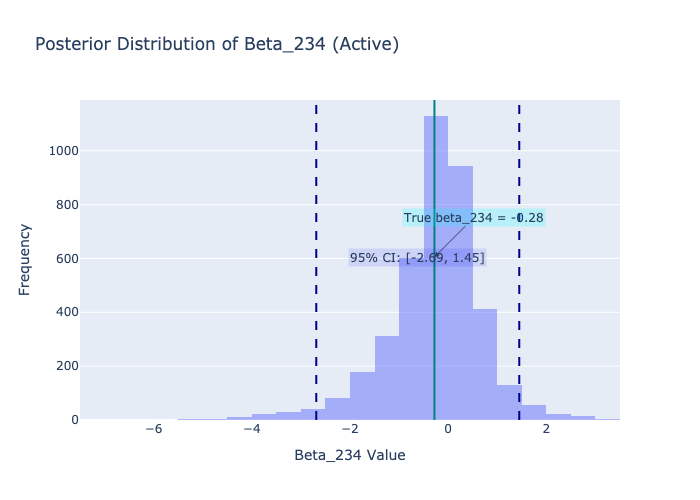 Posterior Distribution of Beta_234 (Active)
Frequency
1000
800
600
400
200
0
True beta_234 = -0.28
95% CI: [-2.69, 1.45]
−6
−4
−2
0
2
Beta_234 Value